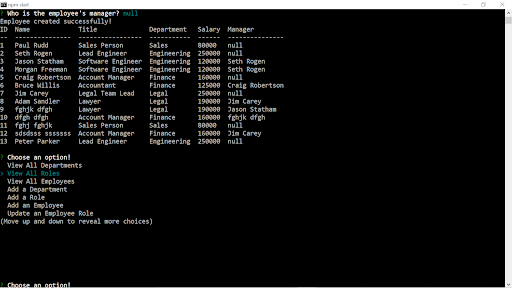 npm start
? Who is the employee's manager? null
Employee created successfully!
ID  Name              Title              Department   Salary  Manager
--  ----------------  -----------------  -----------  ------  ---------------
1   Paul Rudd         Sales Person       Sales        80000   null
2   Seth Rogen        Lead Engineer      Engineering  250000  null
3   Jason Statham     Software Engineer  Engineering  120000  Seth Rogen
4   Morgan Freeman    Software Engineer  Engineering  120000  Seth Rogen
5   Craig Robertson   Account Manager    Finance      160000  null
6   Bruce Willis      Accountant         Finance      125000  Craig Robertson
7   Jim Carey         Legal Team Lead    Legal        250000  null
8   Adam Sandler      Lawyer             Legal        190000  Jim Carey
9   fghjk dfgh        Lawyer             Legal        190000  Jason Statham
10  dfgh dfgh         Account Manager    Finance      160000  fghjk dfgh
11  fghj fghjk        Sales Person       Sales        80000   null
12  sdsdsss sssssss   Account Manager    Finance      160000  Jim Carey
13  Peter Parker      Lead Engineer      Engineering  250000  null
? Choose an option!
View All Departments
> View All Roles
View All Employees
Add a Department
Add a Role
Add an Employee
Update an Employee Role
(Move up and down to reveal more choices)
? Choose an option!